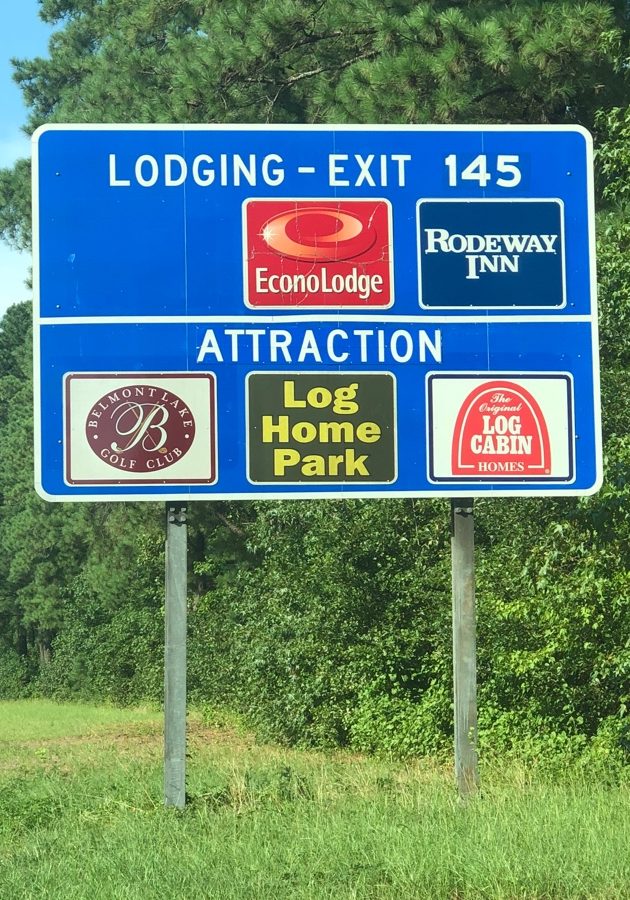 LODGING - EXIT 145
EconoLodge
RODEWAY
INN
ATTRACTION
BELMONT LAKE
B
GOLF CLUB
Log
Home
Park
The
Original
LOG
CABIN
HOMES